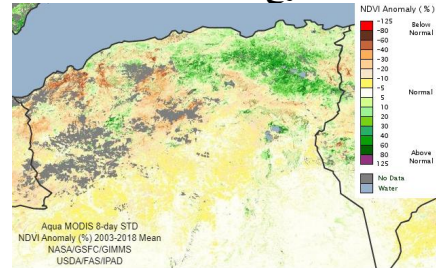 NDVI Anomaly ( % )
-125 Below
-80 Normal
-60
-40
-30
-20
-10
-5
Normal
5
10
20
30
40
60
80 Above
125 Normal
No Data
Water
Aqua MODIS 8-day STD
NDVI Anomaly (%) 2003-2018 Mean
NASA/GSFC/GIMMS
USDA/FAS/IPAD